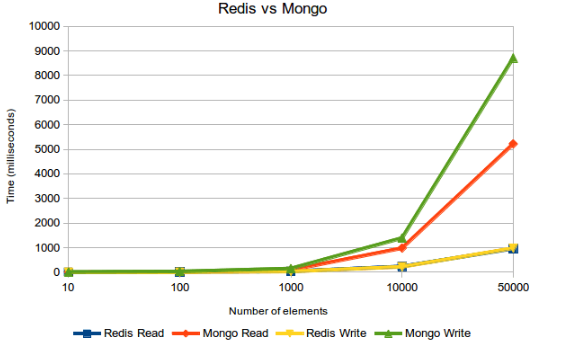 Redis vs Mongo
10000
9000
8000
7000
6000
5000
4000
3000
2000
1000
0
Time (milliseconds)
10 100 1000 10000 50000
Number of elements
Redis Read Mongo Read Redis Write Mongo Write